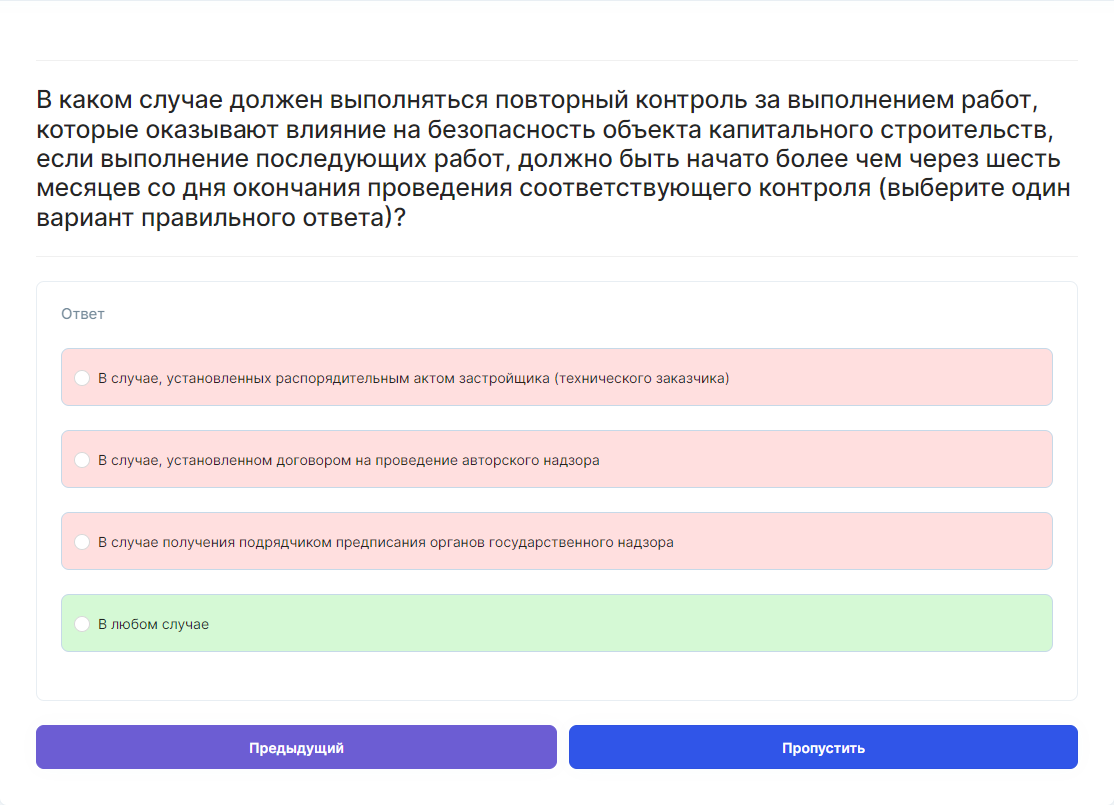 В каком случае должен выполняться повторный контроль за выполнением работ,
которые оказывают влияние на безопасность объекта капитального строительств,
если выполнение последующих работ, должно быть начато более чем через шесть
месяцев со дня окончания проведения соответствующего контроля (выберите один
вариант правильного ответа)?
Ответ
В случае, установленных распорядительным актом застройщика (технического заказчика)
В случае, установленном договором на проведение авторского надзора
В случае получения подрядчиком предписания органов государственного надзора
В любом случае
Предыдущий
Пропустить